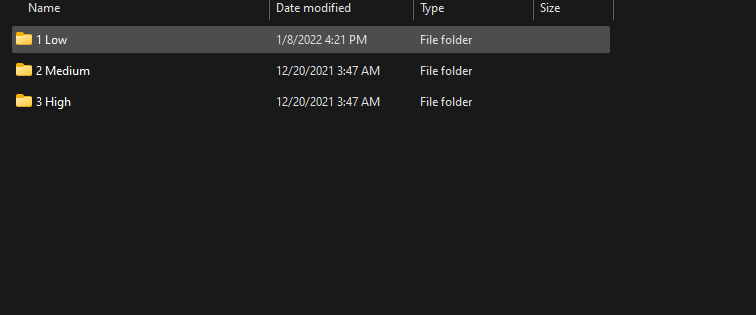 Name Date modified Type Size
1 Low 1/8/2022 4:21 PM File folder
2 Medium 12/20/2021 3:47 AM File folder
3 High 12/20/2021 3:47 AM File folder